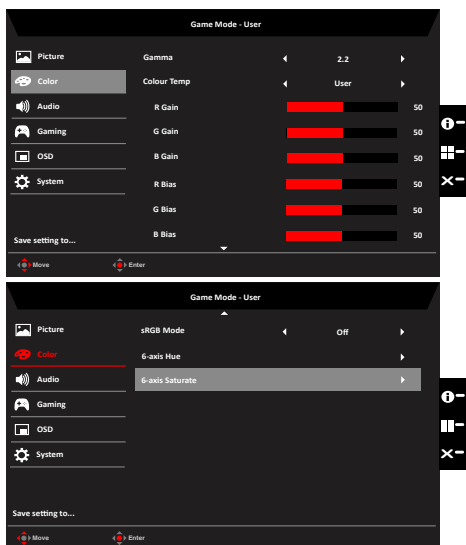 Game Mode - User
Picture
Gamma 2.2
Color
Colour Temp User
Audio
R Gain 50
Gaming
G Gain 50
OSD
B Gain 50
System
R Bias 50
G Bias 50
B Bias 50
Save setting to...
Move Enter
Game Mode - User
Picture
sRGB Mode Off
Color
6-axis Hue
Audio
6-axis Saturate
Gaming
OSD
System
Save setting to...
Move Enter